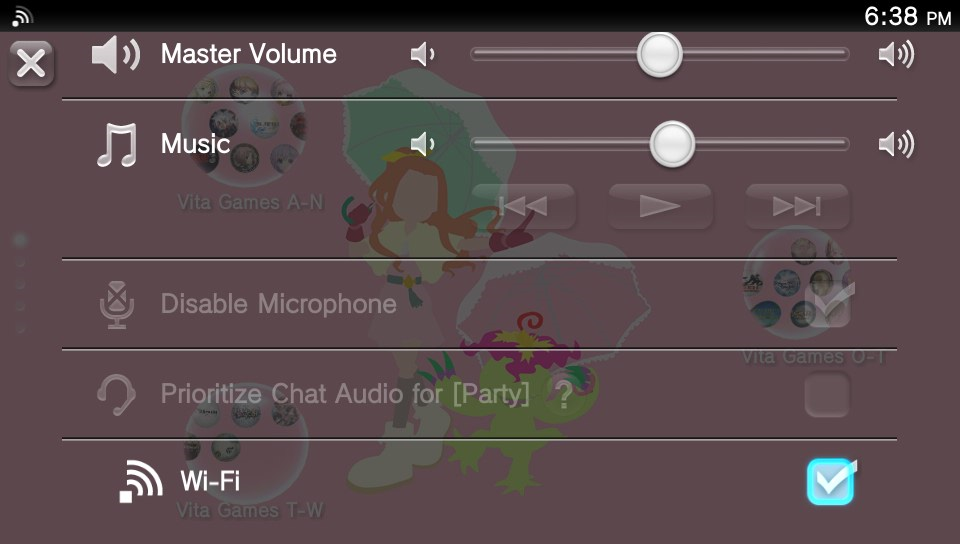 6:38 PM
Master Volume
Music
Vita Games A-N
Disable Microphone
Vita Games O-T
Prioritize Chat Audio for [Party] ?
Wi-Fi
Vita Games T-W